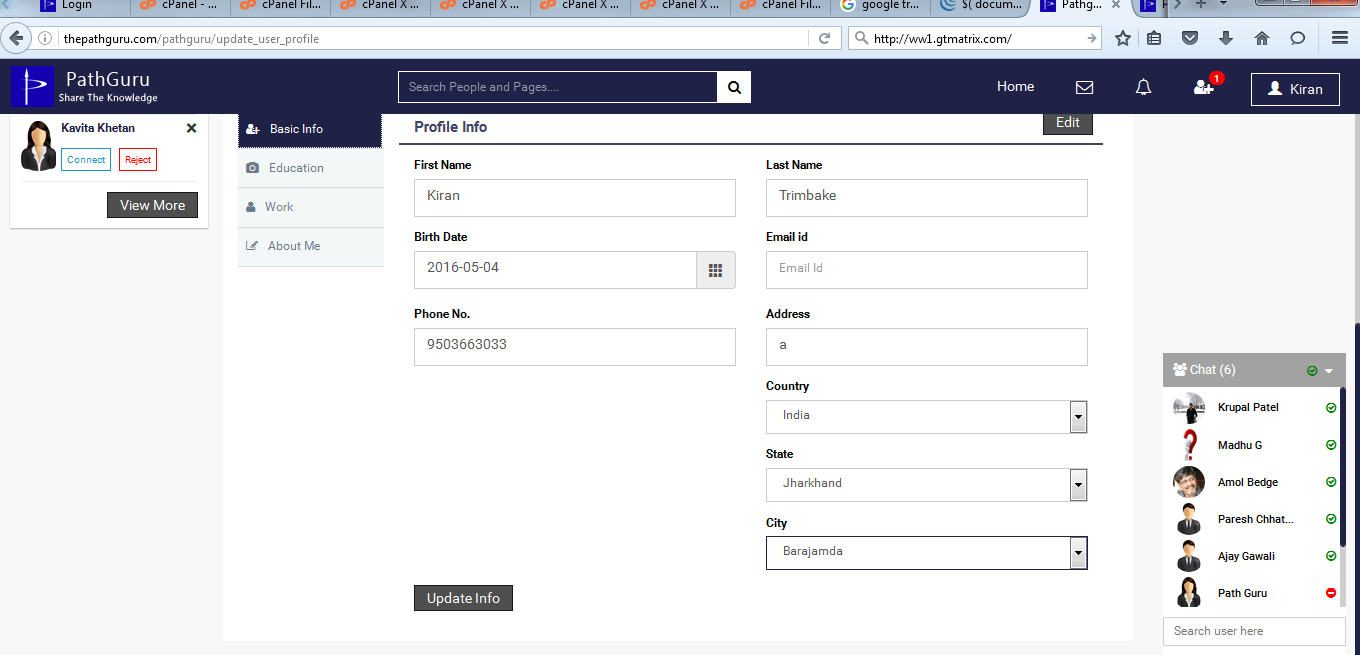 Login
cPanel - ...
cPanel Fil...
cPanel X ...
cPanel X ...
cPanel X ...
cPanel X ...
cPanel Fil...
google tr...
$( docum...
Pathg...
thepathguru.com/pathguru/update_user_profile
http://ww1.gtmatrix.com/
PathGuru
Share The Knowledge
Search People and Pages....
Home
1
Kiran
Kavita Khetan
Connect
Reject
View More
Basic Info
Education
Work
About Me
Profile Info
Edit
First Name
Last Name
Kiran
Trimbake
Birth Date
Email id
2016-05-04
Email Id
Phone No.
Address
9503663033
a
Country
India
State
Jharkhand
City
Barajamda
Update Info
Chat (6)
Krupal Patel
Madhu G
Amol Bedge
Paresh Chhat...
Ajay Gawali
Path Guru
Search user here